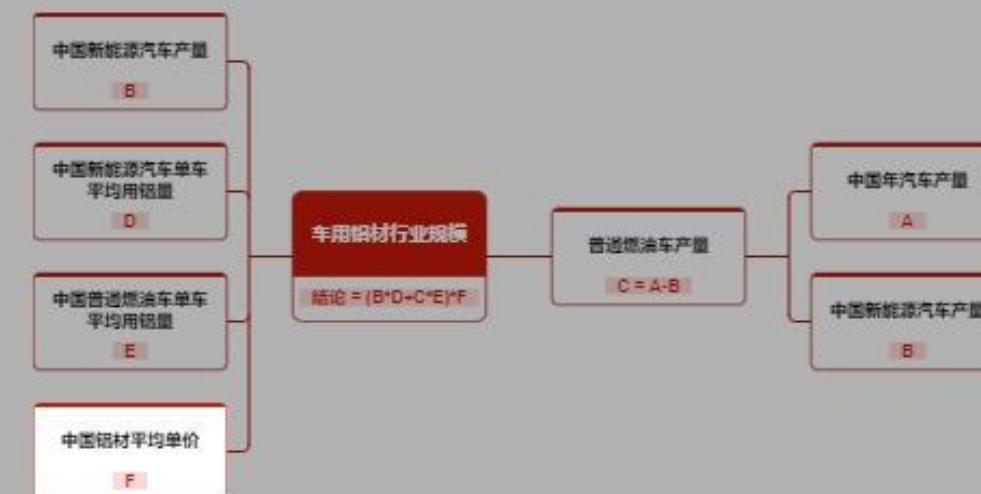 中国新能源汽车产量
B
中国新能源汽车单车
平均用铝量
D
中国普通燃油车单车
平均用铝量
E
中国铝材平均单价
F
车用铝材行业规模
结论 = (B*D+C*E)*F
普通燃油车产量
C = A-B
中国年汽车产量
A
中国新能源汽车产量
B